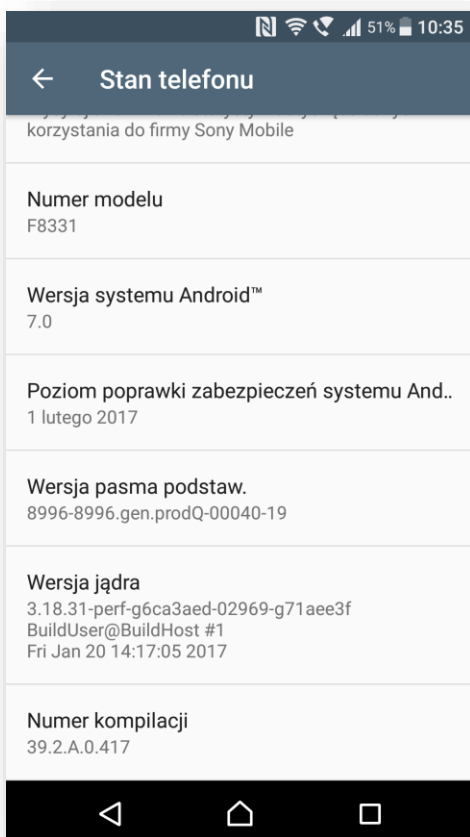 51% 10:35
Stan telefonu
korzystania do firmy Sony Mobile
Numer modelu
F8331
Wersja systemu Android™
7.0
Poziom poprawki zabezpieczeń systemu And..
1 lutego 2017
Wersja pasma podstaw.
8996-8996.gen.prodQ-00040-19
Wersja jądra
3.18.31-perf-g6ca3aed-02969-g71aee3f
BuildUser@BuildHost #1
Fri Jan 20 14:17:05 2017
Numer kompilacji
39.2.A.0.417